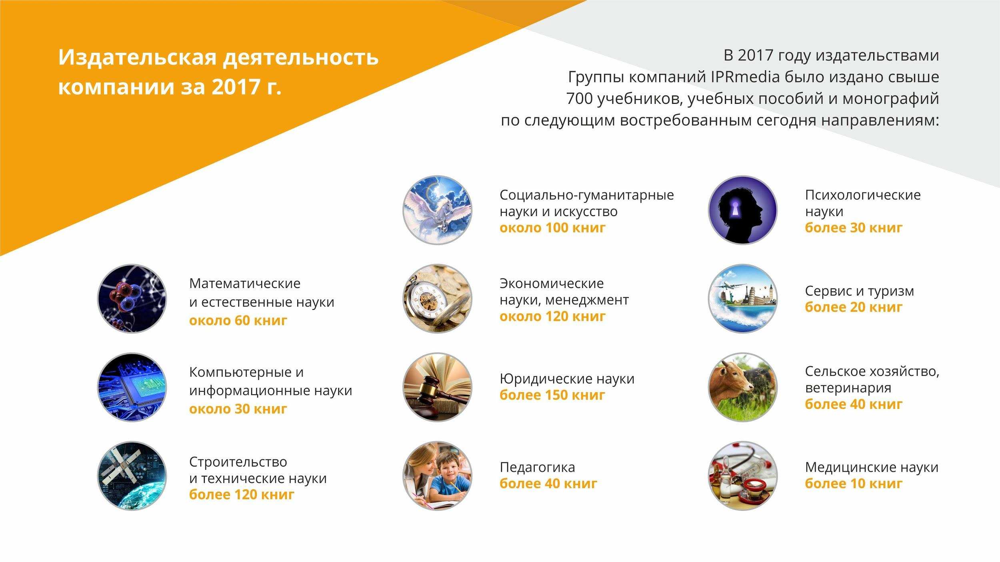 Издательская деятельность
компании за 2017 г.
В 2017 году издательствами
Группы компаний IPRmedia было издано свыше
700 учебников, учебных пособий и монографий
по следующим востребованным сегодня направлениям:
Математические
и естественные науки
около 60 книг
Компьютерные и
информационные науки
около 30 книг
Строительство
и технические науки
более 120 книг
Социально-гуманитарные
науки и искусство
около 100 книг
Экономические
науки, менеджмент
около 120 книг
Юридические науки
более 150 книг
Педагогика
более 40 книг
Психологические
науки
более 30 книг
Сервис и туризм
более 20 книг
Сельское хозяйство,
ветеринария
более 40 книг
Медицинские науки
более 10 книг